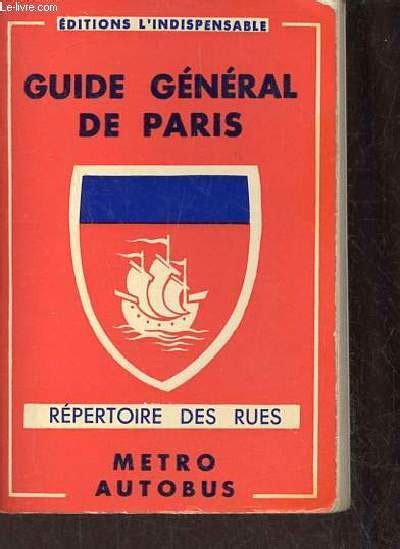 le-livre.com
ÉDITIONS L'INDISPENSABLE
GUIDE GÉNÉRAL
DE PARIS
RÉPERTOIRE DES RUES
METRO
AUTOBUS